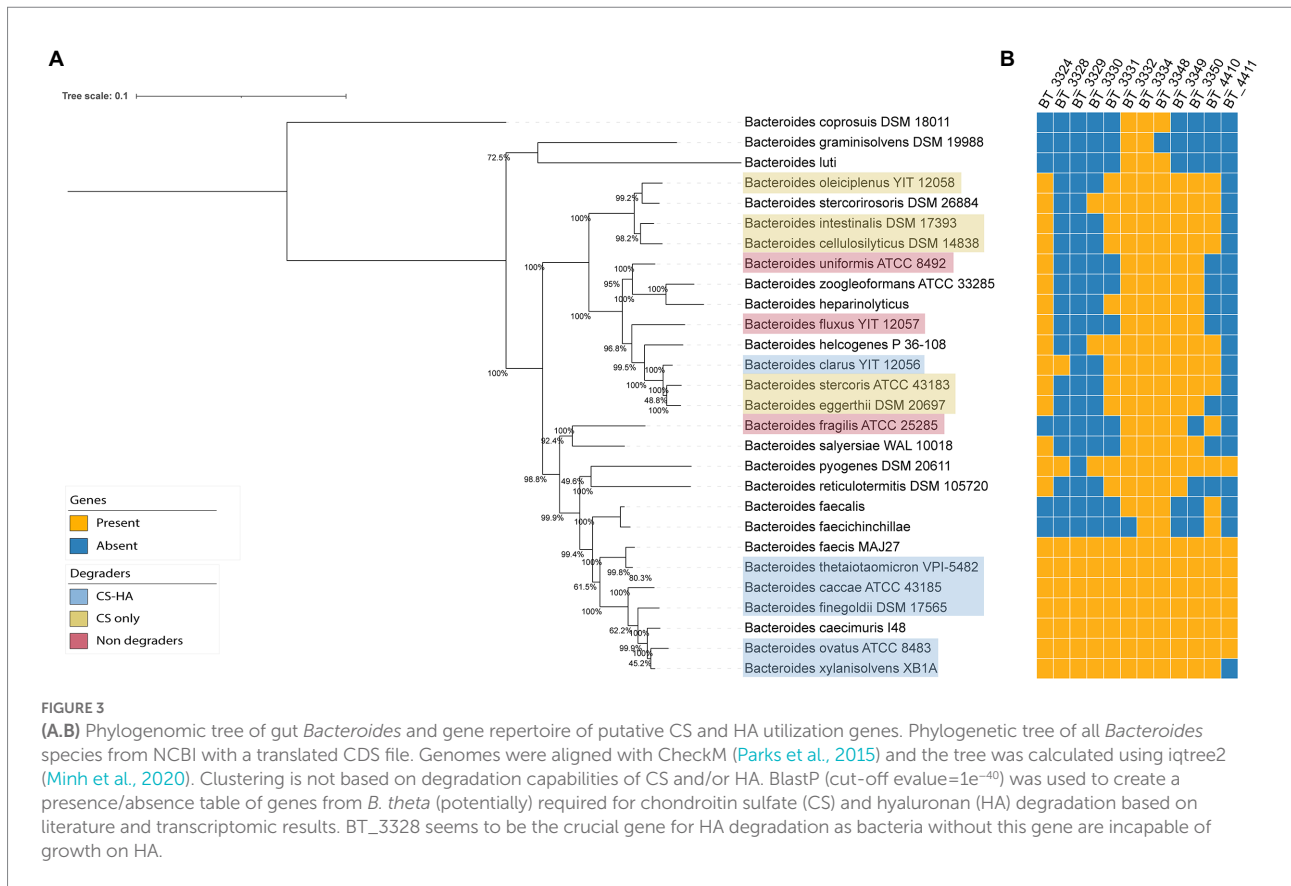 A
B
Tree scale: 0.1
BT_3324
BT_3328
BT_3329
BT_3330
BT_3331
BT_3332
BT_3334
BT_3348
BT_3349
BT_3350
BT_4410
BT_4411
Bacteroides coprosuis DSM 18011
Bacteroides graminisolvens DSM 19988
72.5%
Bacteroides luti
Bacteroides oleiciplenus YIT 12058
99.2%
Bacteroides stercorirosoris DSM 26884
100%
Bacteroides intestinalis DSM 17393
98.2%
Bacteroides cellulosilyticus DSM 14838
100%
100%
Bacteroides uniformis ATCC 8492
95%
100%
Bacteroides zoogleoformans ATCC 33285
100%
Bacteroides heparinolyticus
100%
Bacteroides fluxus YIT 12057
96.8%
Bacteroides helcogenes P 36-108
99.5%
100%
Bacteroides clarus YIT 12056
100%
100%
Bacteroides stercoris ATCC 43183
100%
48.8%
Bacteroides eggerthii DSM 20697
100%
100%
Bacteroides fragilis ATCC 25285
92.4%
Bacteroides salyersiae WAL 10018
98.8%
Bacteroides pyogenes DSM 20611
49.6%
Bacteroides reticulotermitis DSM 105720
100%
99.9%
Bacteroides faecalis
100%
Bacteroides faecichinchillae
99.4%
Bacteroides faecis MAJ27
61.5%
99.8%
Bacteroides thetaiotaomicron VPI-5482
80.3%
Bacteroides caccae ATCC 43185
100%
100%
Bacteroides finegoldii DSM 17565
62.2%
Bacteroides caecimuris I48
100%
99.9%
Bacteroides ovatus ATCC 8483
100%
45.2%
Bacteroides xylanisolvens XB1A
Genes
Present
Absent
Degraders
CS-HA
CS only
Non degraders
FIGURE 3
(A.B) Phylogenomic tree of gut Bacteroides and gene repertoire of putative CS and HA utilization genes. Phylogenetic tree of all Bacteroides
species from NCBI with a translated CDS file. Genomes were aligned with CheckM (Parks et al., 2015) and the tree was calculated using iqtree2
(Minh et al., 2020). Clustering is not based on degradation capabilities of CS and/or HA. BlastP (cut-off evalue=1e⁻⁴⁰) was used to create a
presence/absence table of genes from B. theta (potentially) required for chondroitin sulfate (CS) and hyaluronan (HA) degradation based on
literature and transcriptomic results. BT_3328 seems to be the crucial gene for HA degradation as bacteria without this gene are incapable of
growth on HA.